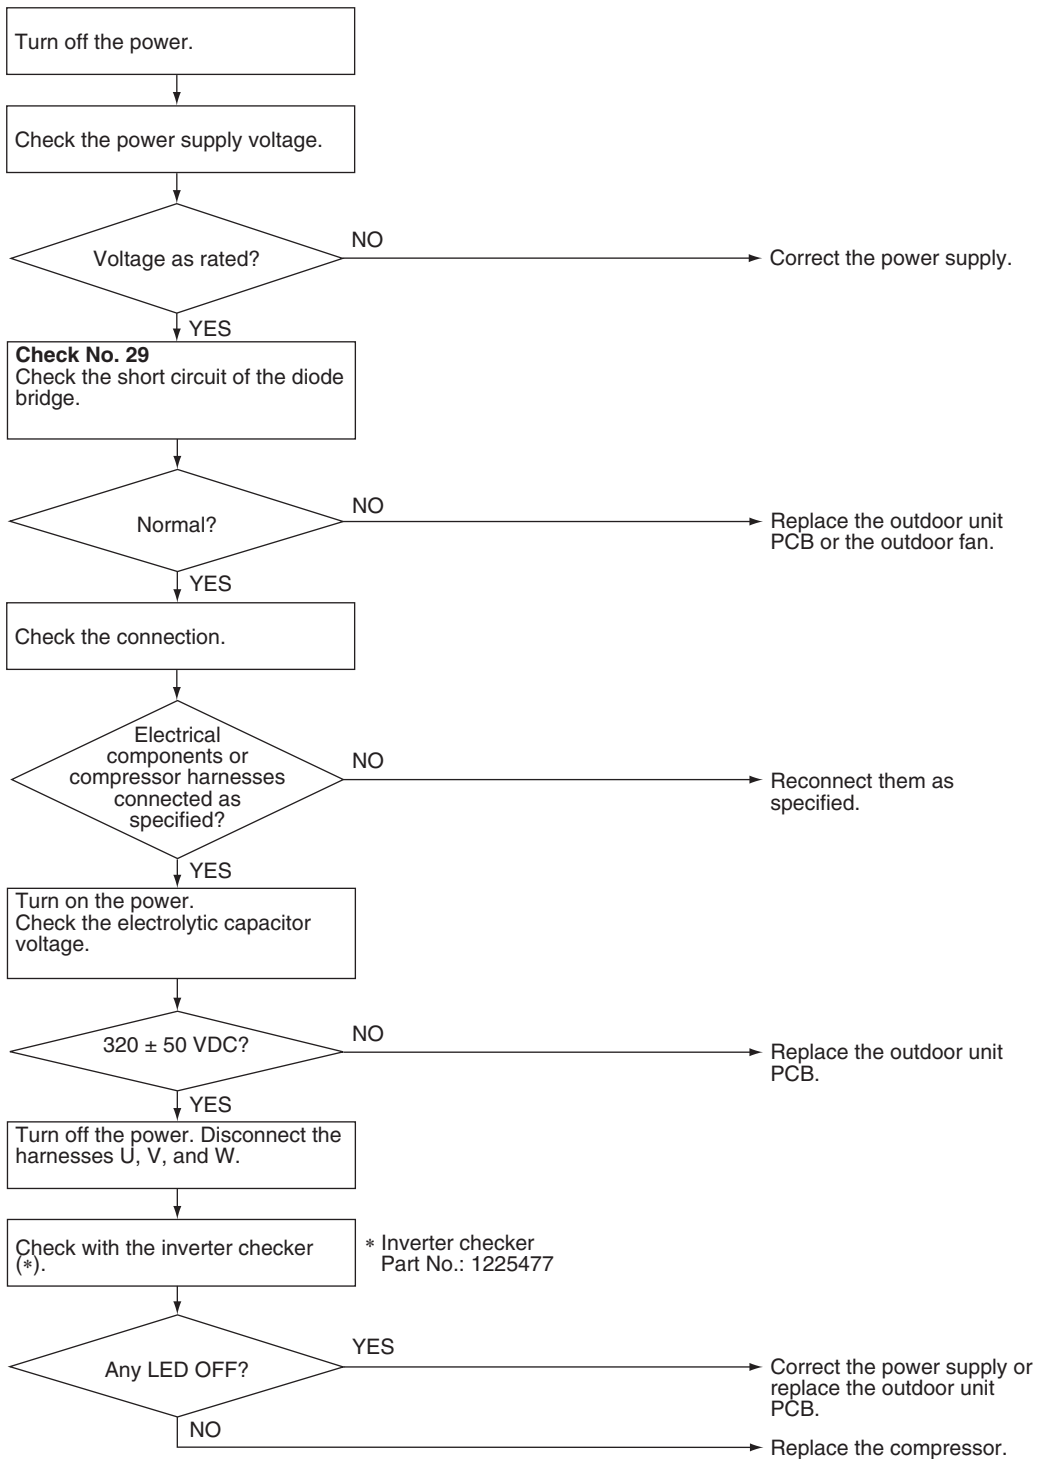 Turn off the power.
Check the power supply voltage.
Voltage as rated?
NO
Correct the power supply.
YES
Check No. 29
Check the short circuit of the diode
bridge.
Normal?
NO
Replace the outdoor unit
PCB or the outdoor fan.
YES
Check the connection.
Electrical
components or
compressor harnesses
connected as
specified?
NO
Reconnect them as
specified.
YES
Turn on the power.
Check the electrolytic capacitor
voltage.
320 ± 50 VDC?
NO
Replace the outdoor unit
PCB.
YES
Turn off the power. Disconnect the
harnesses U, V, and W.
Check with the inverter checker
(∗).
∗ Inverter checker
Part No.: 1225477
Any LED OFF?
YES
Correct the power supply or
replace the outdoor unit
PCB.
NO
Replace the compressor.